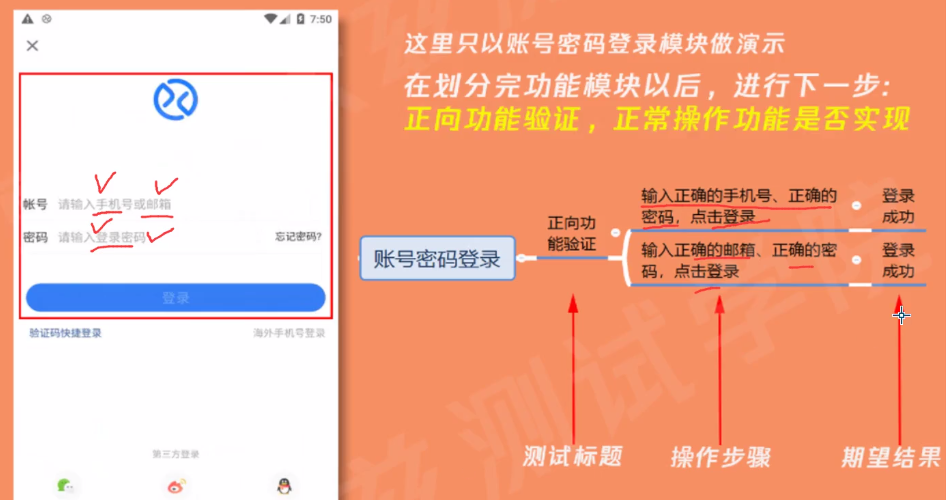 7:50
帐号 请输入手机号或邮箱
密码 请输入登录密码 忘记密码?
登录
验证码快捷登录 海外手机号登录
第三方登录
这里只以账号密码登录模块做演示
在划分完功能模块以后，进行下一步:
正向功能验证，正常操作功能是否实现
账号密码登录
正向功
能验证
输入正确的手机号、正确的
密码，点击登录
登录
成功
输入正确的邮箱、正确的密
码，点击登录
登录
成功
测试标题
操作步骤
期望结果
测试学院